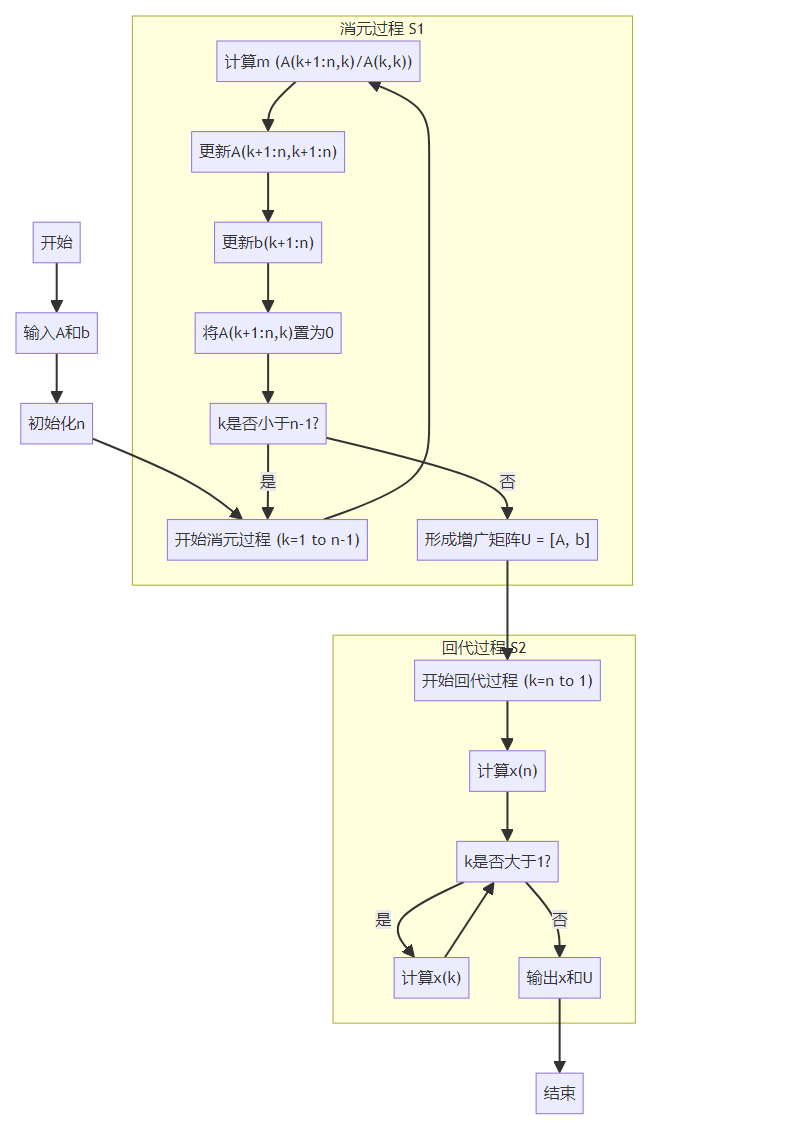 开始
输入A和b
初始化n
消元过程 S1
计算m (A(k+1:n,k)/A(k,k))
更新A(k+1:n,k+1:n)
更新b(k+1:n)
将A(k+1:n,k)置为0
k是否小于n-1?
是
否
开始消元过程 (k=1 to n-1)
形成增广矩阵U = [A, b]
回代过程 S2
开始回代过程 (k=n to 1)
计算x(n)
k是否大于1?
是
否
计算x(k)
输出x和U
结束